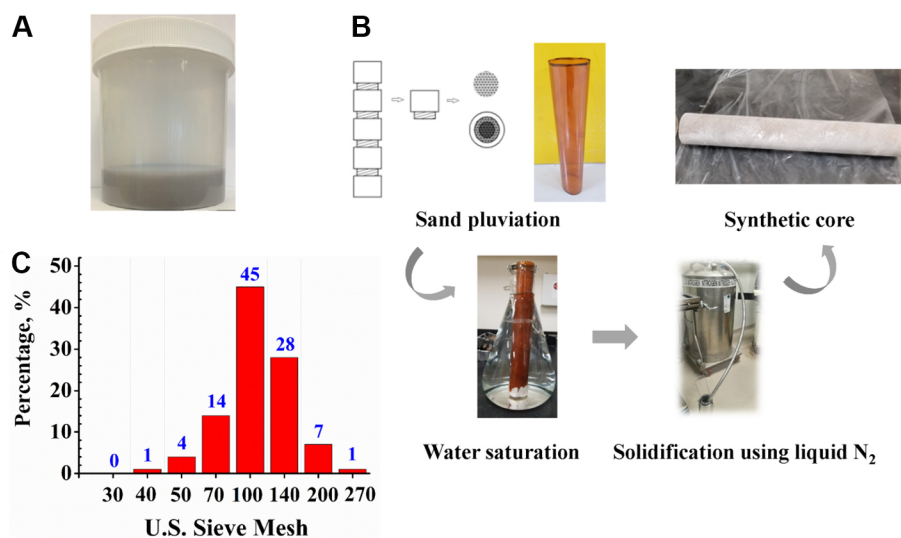 A
B
Sand pluviation
Synthetic core
C
Percentage, %
50
40
30
20
10
0
0
1
4
14
45
28
7
1
30 40 50 70 100 140 200 270
U.S. Sieve Mesh
Water saturation
Solidification using liquid N₂